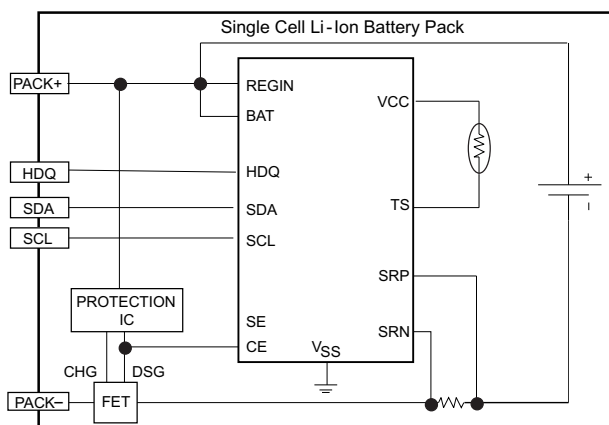 Single Cell Li-Ion Battery Pack
PACK+
REGIN
BAT
VCC
HDQ
HDQ
SDA
SDA
TS
SCL
SCL
+
–
SRP
PROTECTION
IC
SE
SRN
CE
VSS
CHG
DSG
PACK–
FET